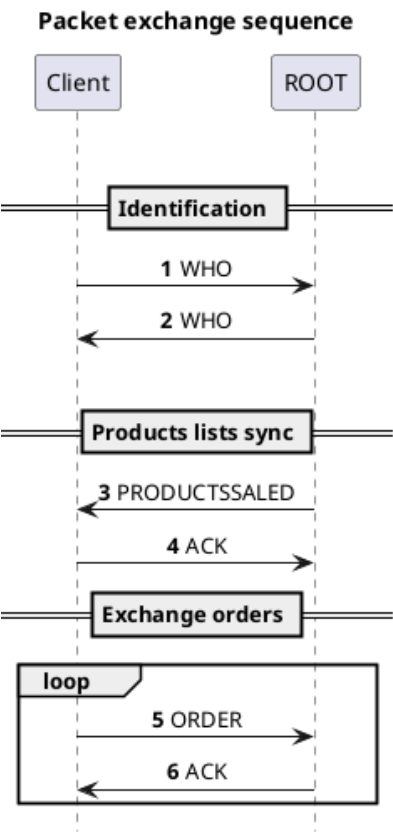 Packet exchange sequence
Client ROOT
Identification
1 WHO
2 WHO
Products lists sync
3 PRODUCTSSALED
4 ACK
Exchange orders
loop
5 ORDER
6 ACK